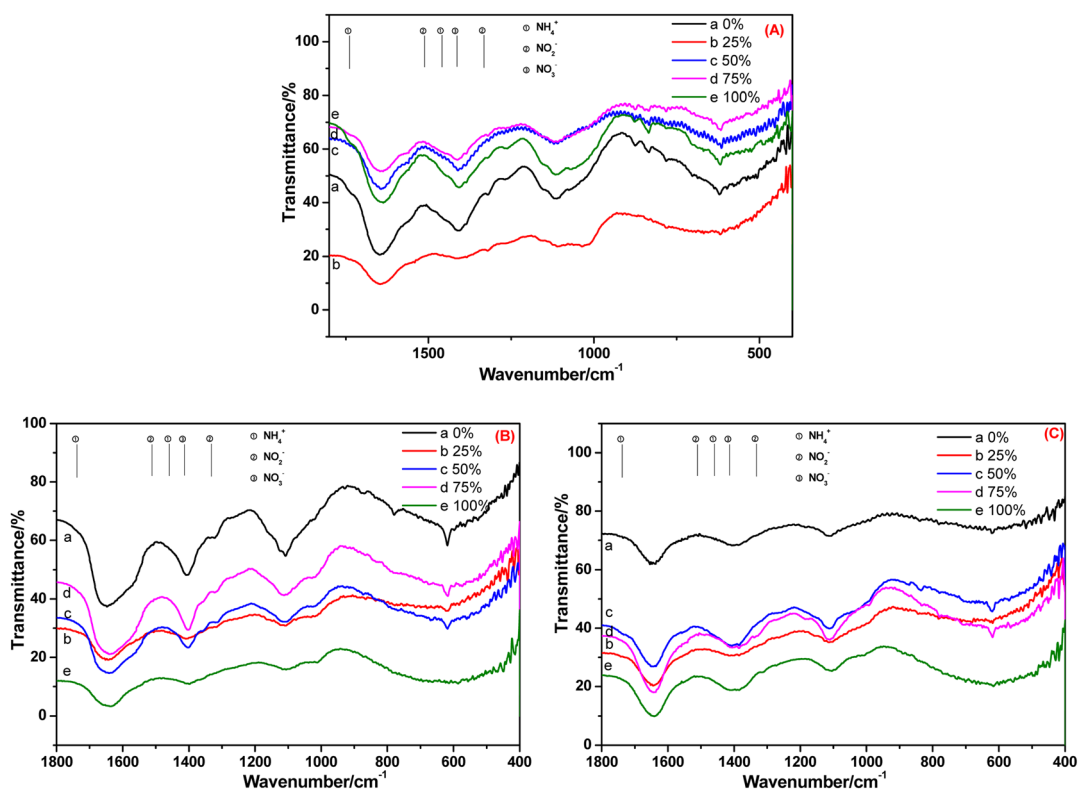 (A)
① ② ① ③ ②
① NH₄⁺
② NO₂⁻
③ NO₃⁻
a 0%
b 25%
c 50%
d 75%
e 100%
e
d
c
a
b
100
80
60
40
20
0
Transmittance/%
1500 1000 500
Wavenumber/cm⁻¹
(B)
① ② ① ③ ②
① NH₄⁺
② NO₂⁻
③ NO₃⁻
a 0%
b 25%
c 50%
d 75%
e 100%
a
d
c
b
e
100
80
60
40
20
0
Transmittance/%
1800 1600 1400 1200 1000 800 600 400
Wavenumber/cm⁻¹
(C)
① ② ① ③ ②
① NH₄⁺
② NO₂⁻
③ NO₃⁻
a 0%
b 25%
c 50%
d 75%
e 100%
a
c
d
b
e
100
80
60
40
20
0
Transmittance/%
1800 1600 1400 1200 1000 800 600 400
Wavenumber/cm⁻¹